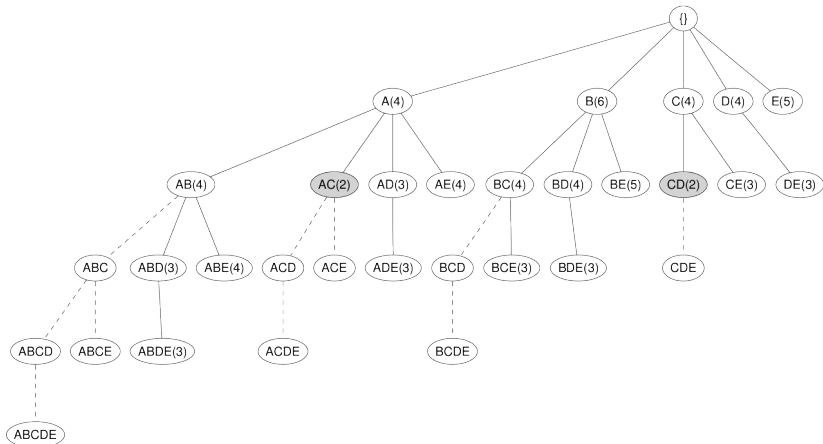 {}
A(4) B(6) C(4) D(4) E(5)
AB(4) AC(2) AD(3) AE(4) BC(4) BD(4) BE(5) CD(2) CE(3) DE(3)
ABC ABD(3) ABE(4) ACD ACE ADE(3) BCD BCE(3) BDE(3) CDE
ABCD ABCE ABDE(3) ACDE BCDE
ABCDE